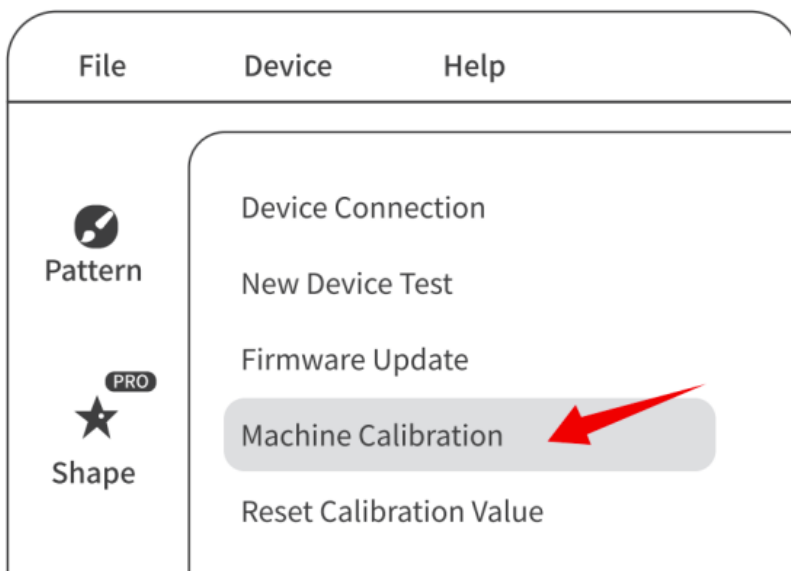 File Device Help
Pattern
PRO
Shape
Device Connection
New Device Test
Firmware Update
Machine Calibration
Reset Calibration Value